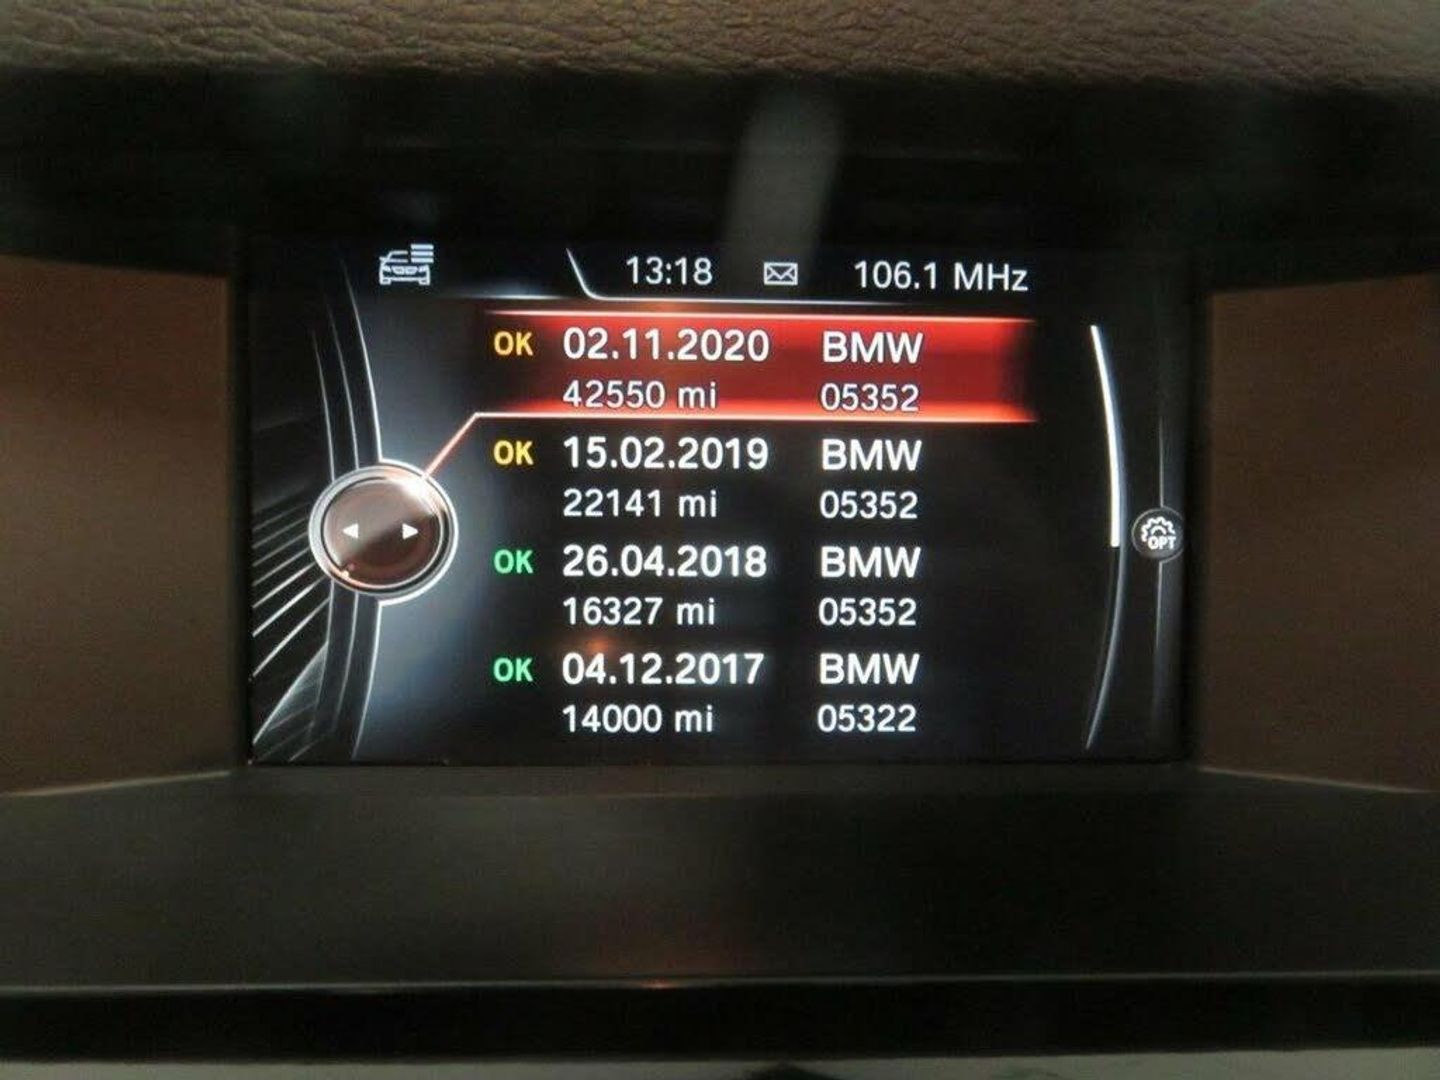 13:18 106.1 MHz
OK 02.11.2020 BMW
42550 mi 05352
OK 15.02.2019 BMW
22141 mi 05352
OK 26.04.2018 BMW
16327 mi 05352
OK 04.12.2017 BMW
14000 mi 05322
OPT